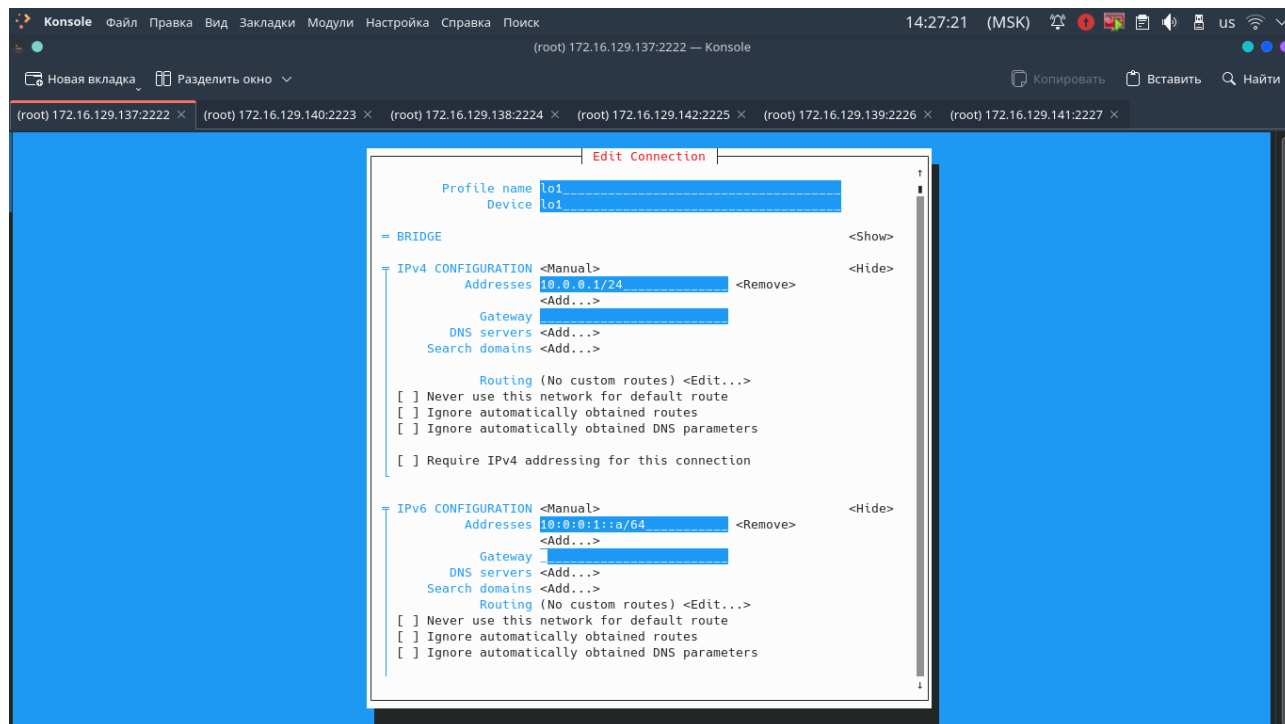 Konsole Файл Правка Вид Закладки Модули Настройка Справка Поиск 14:27:21 (MSK) us
(root) 172.16.129.137:2222 — Konsole
Новая вкладка Разделить окно Копировать Вставить Найти
(root) 172.16.129.137:2222 × (root) 172.16.129.140:2223 × (root) 172.16.129.138:2224 × (root) 172.16.129.142:2225 × (root) 172.16.129.139:2226 × (root) 172.16.129.141:2227 ×
Edit Connection
Profile name lo1_____________________________________
Device lo1_____________________________________
= BRIDGE <Show>
IPv4 CONFIGURATION <Manual> <Hide>
Addresses 10.0.0.1/24______________ <Remove>
<Add...>
Gateway _________________________
DNS servers <Add...>
Search domains <Add...>
Routing (No custom routes) <Edit...>
[ ] Never use this network for default route
[ ] Ignore automatically obtained routes
[ ] Ignore automatically obtained DNS parameters
[ ] Require IPv4 addressing for this connection
IPv6 CONFIGURATION <Manual> <Hide>
Addresses 10:0:0:1::a/64___________ <Remove>
<Add...>
Gateway _________________________
DNS servers <Add...>
Search domains <Add...>
Routing (No custom routes) <Edit...>
[ ] Never use this network for default route
[ ] Ignore automatically obtained routes
[ ] Ignore automatically obtained DNS parameters